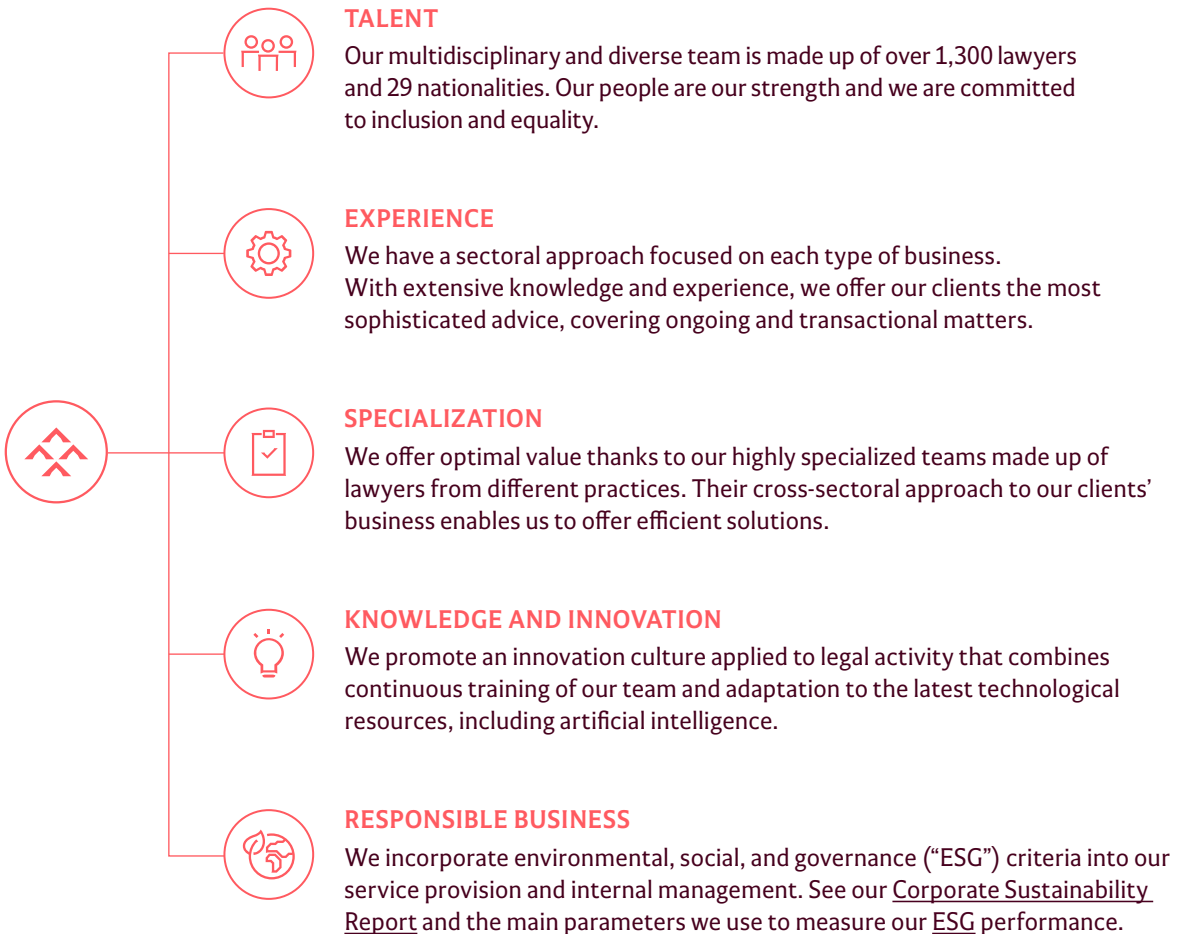 TALENT
Our multidisciplinary and diverse team is made up of over 1,300 lawyers
and 29 nationalities. Our people are our strength and we are committed
to inclusion and equality.
EXPERIENCE
We have a sectoral approach focused on each type of business.
With extensive knowledge and experience, we offer our clients the most
sophisticated advice, covering ongoing and transactional matters.
SPECIALIZATION
We offer optimal value thanks to our highly specialized teams made up of
lawyers from different practices. Their cross-sectoral approach to our clients’
business enables us to offer efficient solutions.
KNOWLEDGE AND INNOVATION
We promote an innovation culture applied to legal activity that combines
continuous training of our team and adaptation to the latest technological
resources, including artificial intelligence.
RESPONSIBLE BUSINESS
We incorporate environmental, social, and governance (“ESG”) criteria into our
service provision and internal management. See our Corporate Sustainability
Report and the main parameters we use to measure our ESG performance.